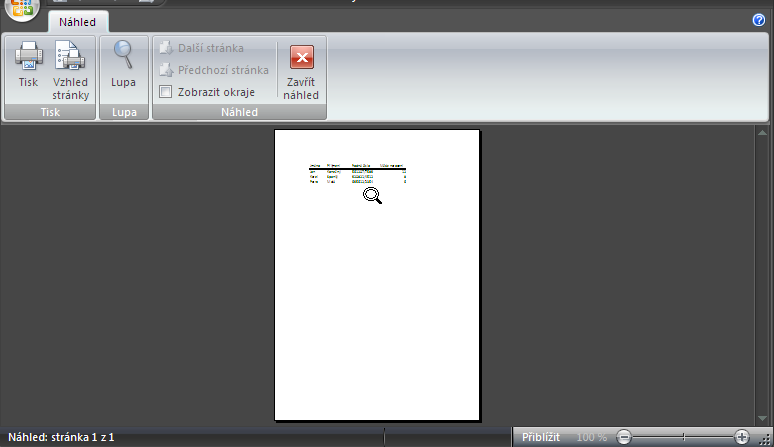 Náhled
Tisk
Vzhled stránky
Tisk
Lupa
Lupa
Další stránka
Předchozí stránka
Zobrazit okraje
Zavřít náhled
Náhled
Náhled: stránka 1 z 1
Přiblížit 100 %